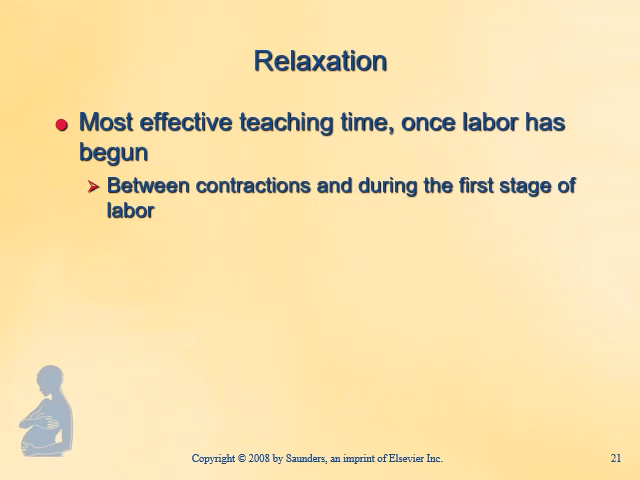 Relaxation
Most effective teaching time, once labor has
begun
Between contractions and during the first stage of
labor
Copyright © 2008 by Saunders, an imprint of Elsevier Inc.
21